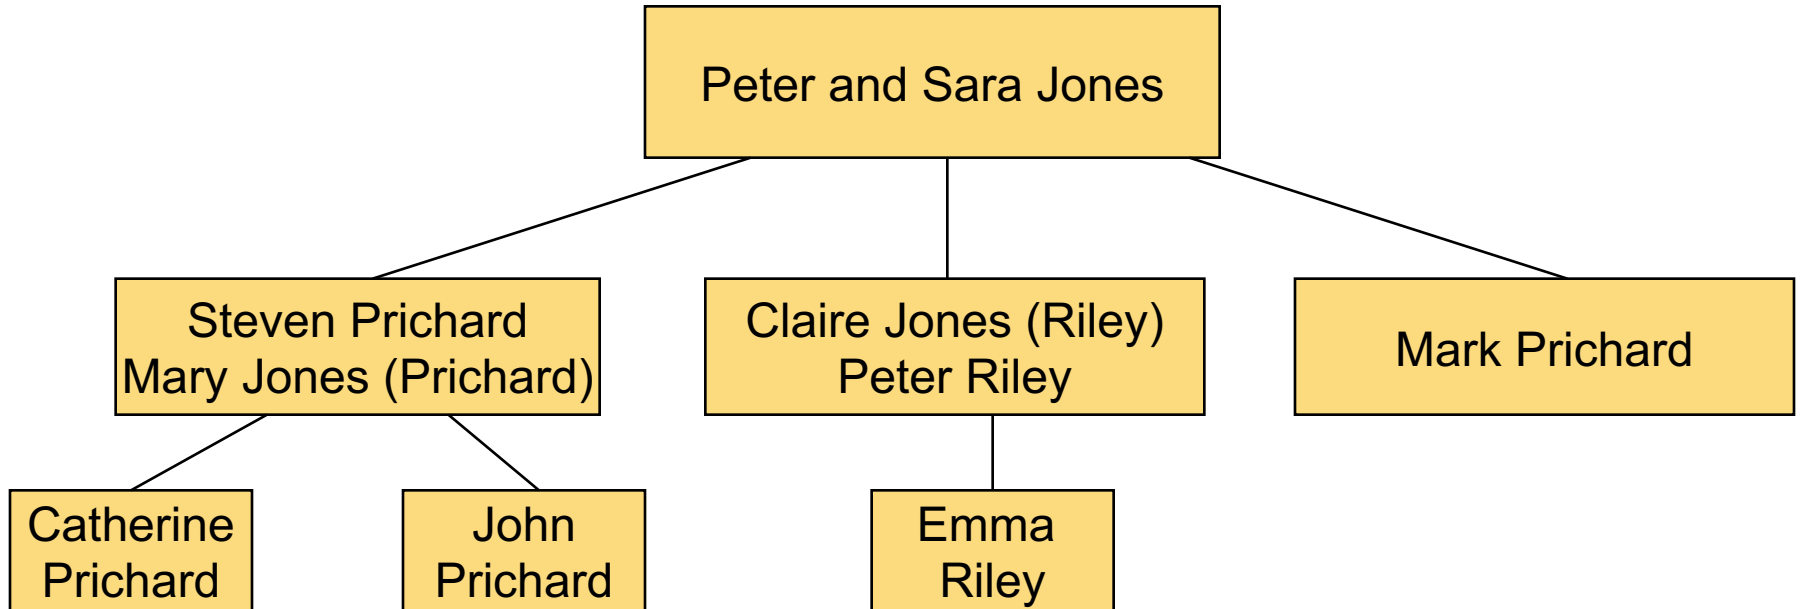 Peter and Sara Jones
Steven Prichard
Mary Jones (Prichard)
Claire Jones (Riley)
Peter Riley
Mark Prichard
Catherine
Prichard
John
Prichard
Emma
Riley